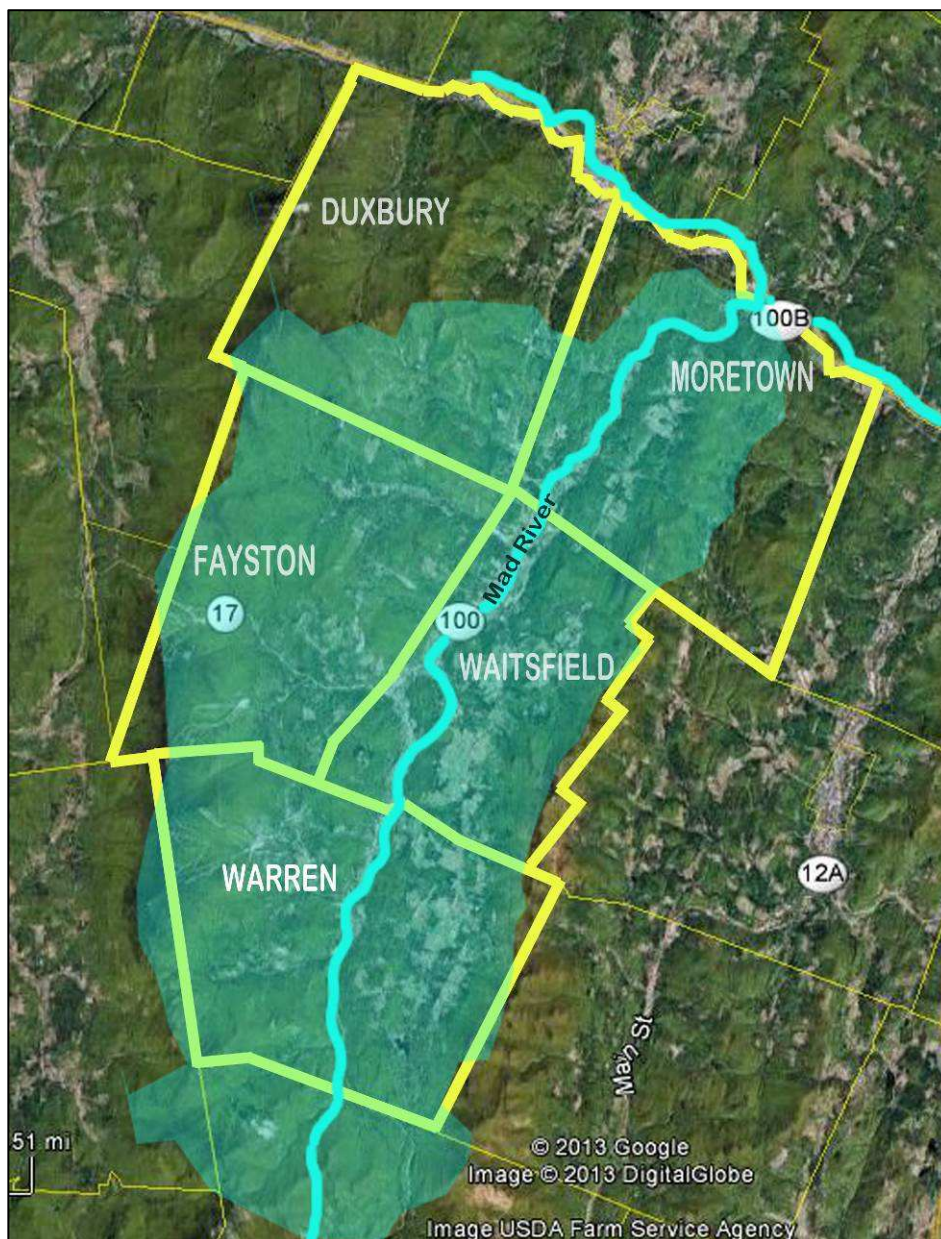 DUXBURY
100B
MORETOWN
Mad River
FAYSTON
17
100
WAITSFIELD
WARREN
12A
Main St
51 mi
© 2013 Google
Image © 2013 DigitalGlobe
Image USDA Farm Service Agency